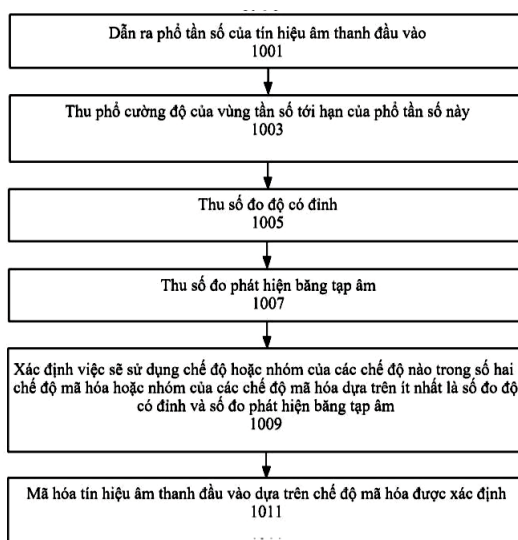 Dẫn ra phổ tần số của tín hiệu âm thanh đầu vào
1001
Thu phổ cường độ của vùng tần số tới hạn của phổ tần số này
1003
Thu số đo độ có đỉnh
1005
Thu số đo phát hiện băng tạp âm
1007
Xác định việc sẽ sử dụng chế độ hoặc nhóm của các chế độ nào trong số hai
chế độ mã hóa hoặc nhóm của các chế độ mã hóa dựa trên ít nhất là số đo độ
có đỉnh và số đo phát hiện băng tạp âm
1009
Mã hóa tín hiệu âm thanh đầu vào dựa trên chế độ mã hóa được xác định
1011